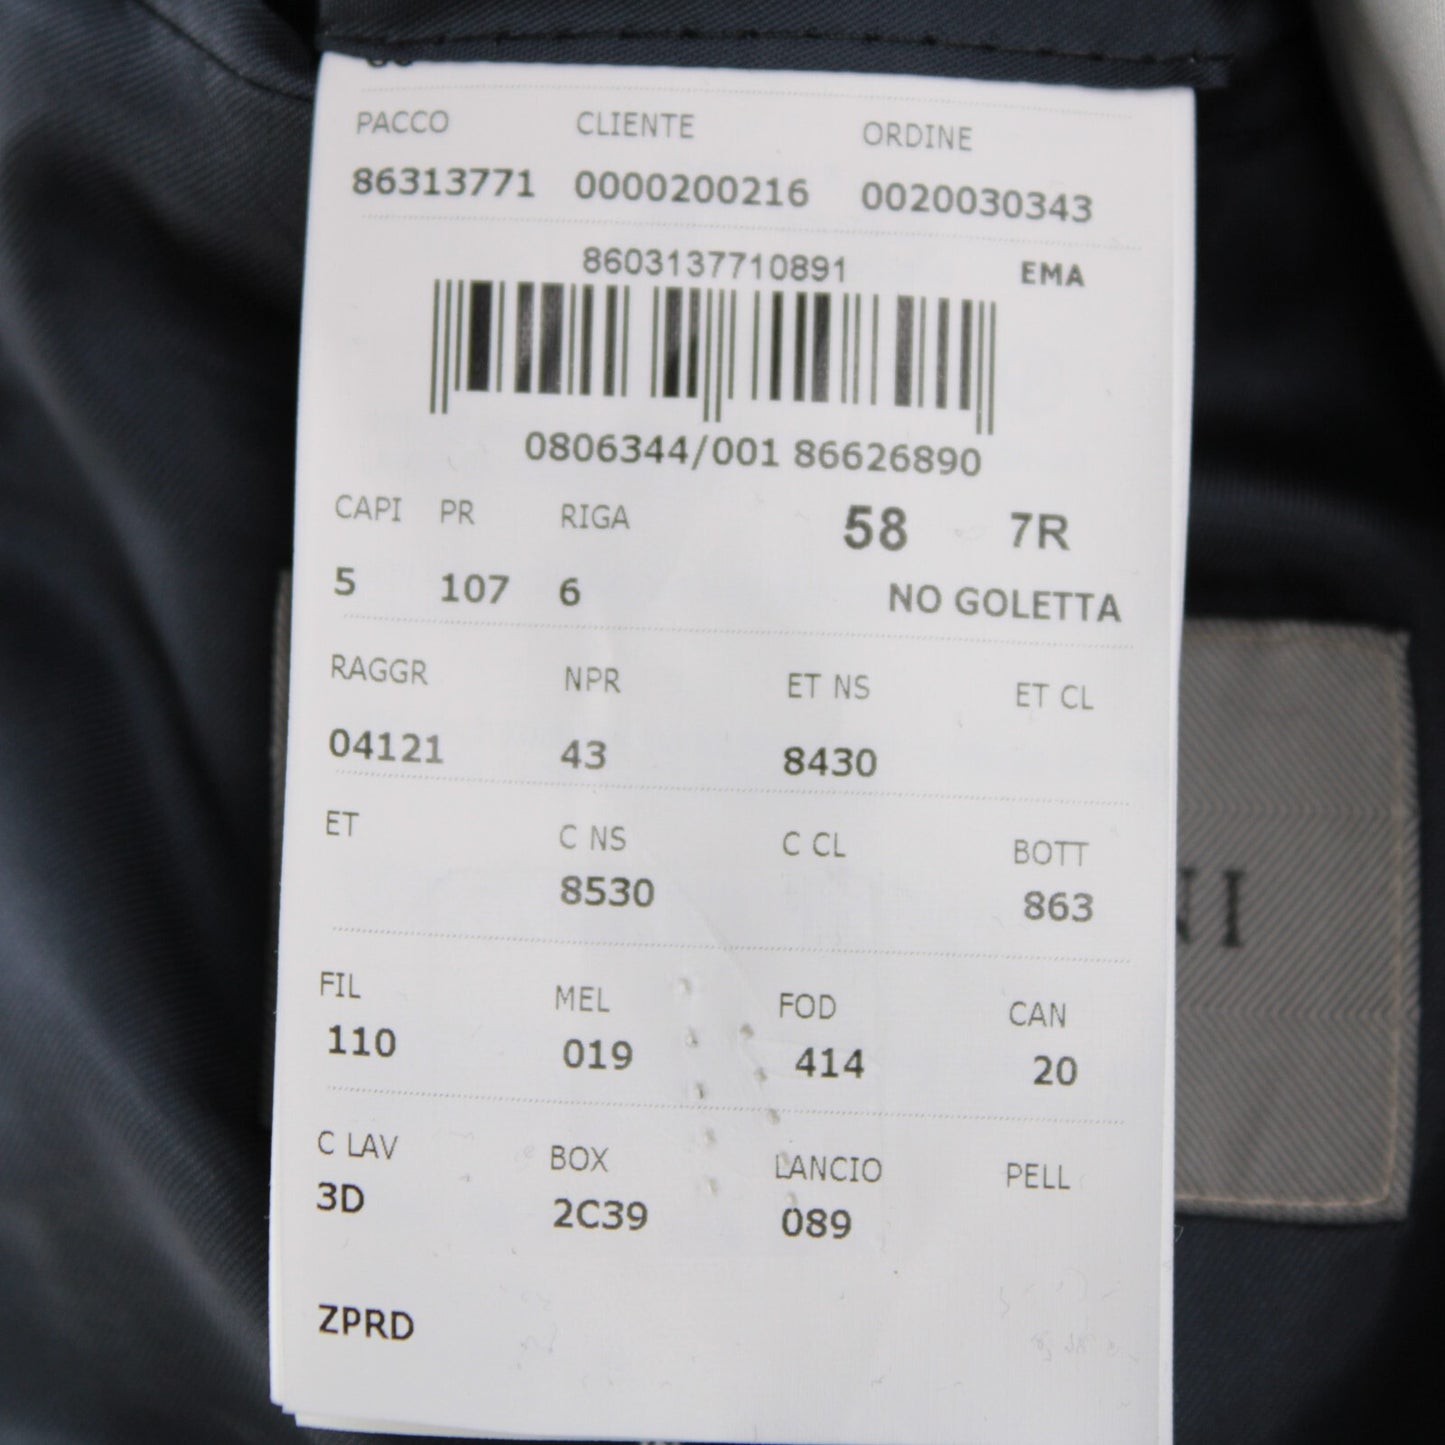 PACCO CLIENTE ORDINE
86313771 0000200216 0020030343
8603137710891 EMA
0806344/001 86626890
CAPI PR RIGA 58 7R
5 107 6 NO GOLETTA
RAGGR NPR ET NS ET CL
04121 43 8430
ET C NS C CL BOTT
8530 863
FIL MEL FOD CAN
110 019 414 20
C LAV BOX LANCIO PELL
3D 2C39 089
ZPRD
NI